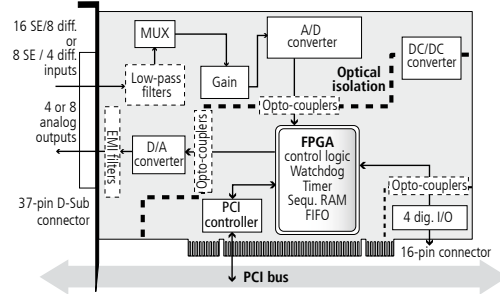 16 SE/8 diff.
or
8 SE / 4 diff.
inputs
MUX
Low-pass
filters
Gain
A/D
converter
DC/DC
converter
Optical
isolation
Opto-couplers
4 or 8
analog
outputs
EMI filters
D/A
converter
Opto-couplers
FPGA
control logic
Watchdog
Timer
Sequ. RAM
FIFO
Opto-couplers
4 dig. I/O
PCI
controller
37-pin D-Sub
connector
16-pin connector
PCI bus